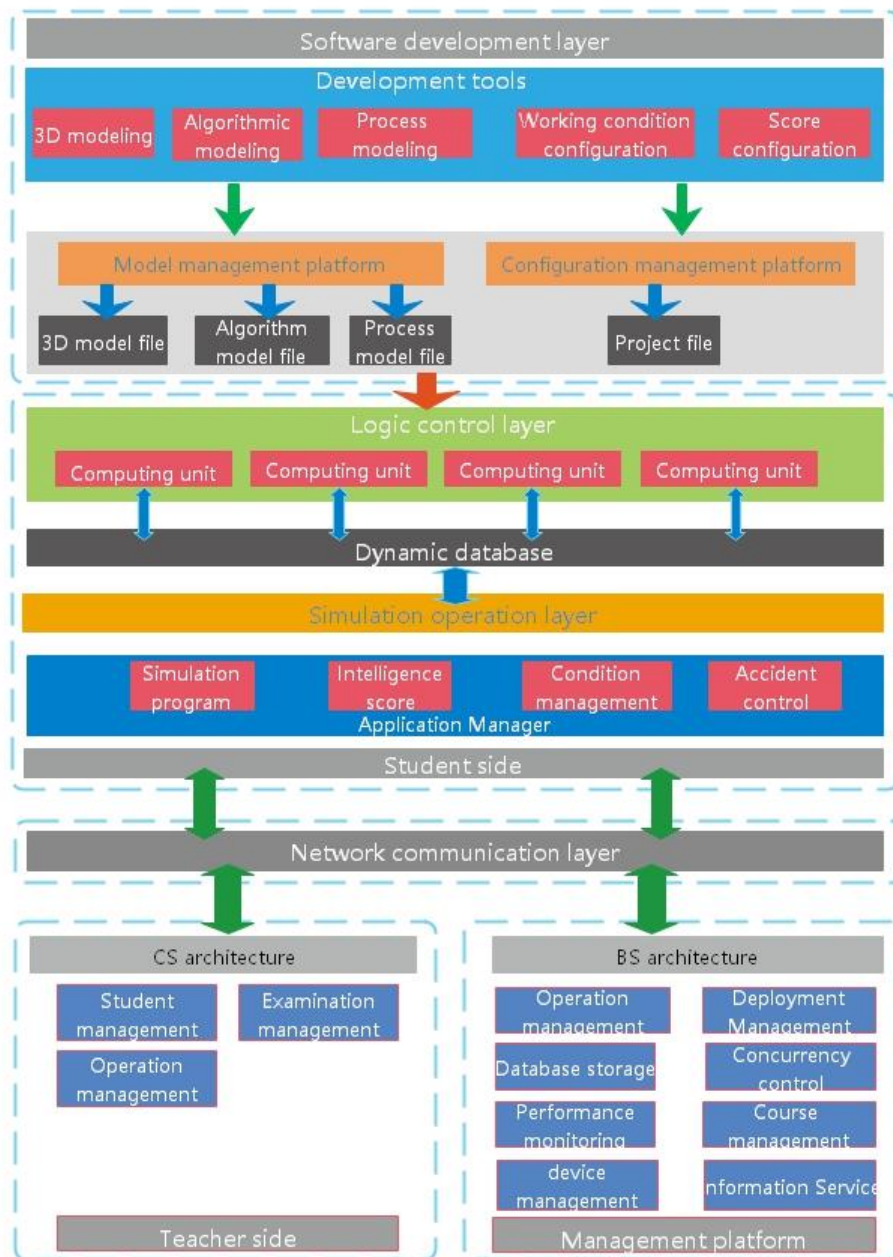 Software development layer
Development tools
3D modeling
Algorithmic
modeling
Process
modeling
Working condition
configuration
Score
configuration
Model management platform
Configuration management platform
3D model file
Algorithm
model file
Process
model file
Project file
Logic control layer
Computing unit
Computing unit
Computing unit
Computing unit
Dynamic database
Simulation operation layer
Simulation
program
Intelligence
score
Condition
management
Accident
control
Application Manager
Student side
Network communication layer
CS architecture
Student
management
Examination
management
Operation
management
Teacher side
BS architecture
Operation
management
Deployment
Management
Database storage
Concurrency
control
Performance
monitoring
Course
management
device
management
nformation Service
Management platform